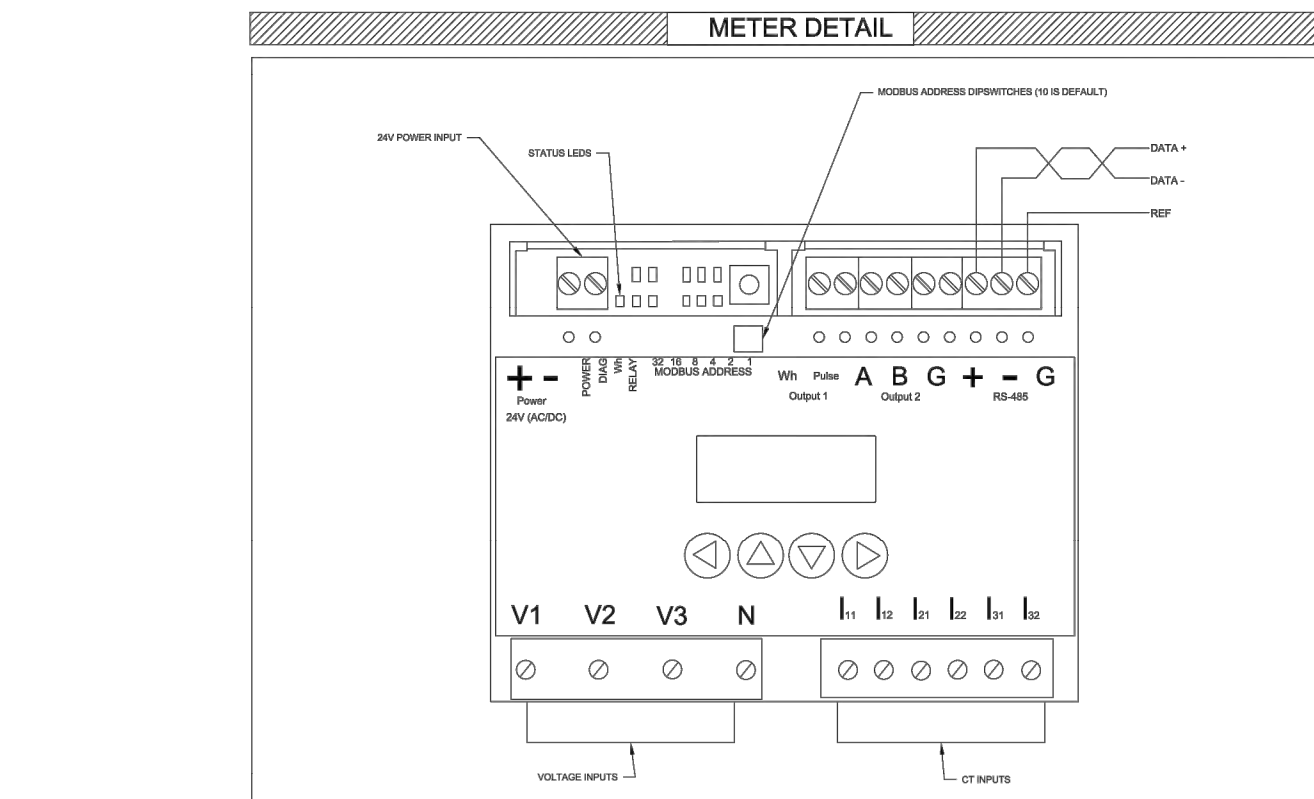 METER DETAIL
MODBUS ADDRESS DIPSWITCHES (10 IS DEFAULT)
24V POWER INPUT
STATUS LEDS
DATA +
DATA -
REF
+ -
Power
24V (AC/DC)
POWER
DIAG
Wh
RELAY
32 16 8 4 2 1
MODBUS ADDRESS
Wh Pulse A B G + - G
Output 1 Output 2 RS-485
V1 V2 V3 N I11 I12 I21 I22 I31 I32
VOLTAGE INPUTS
CT INPUTS